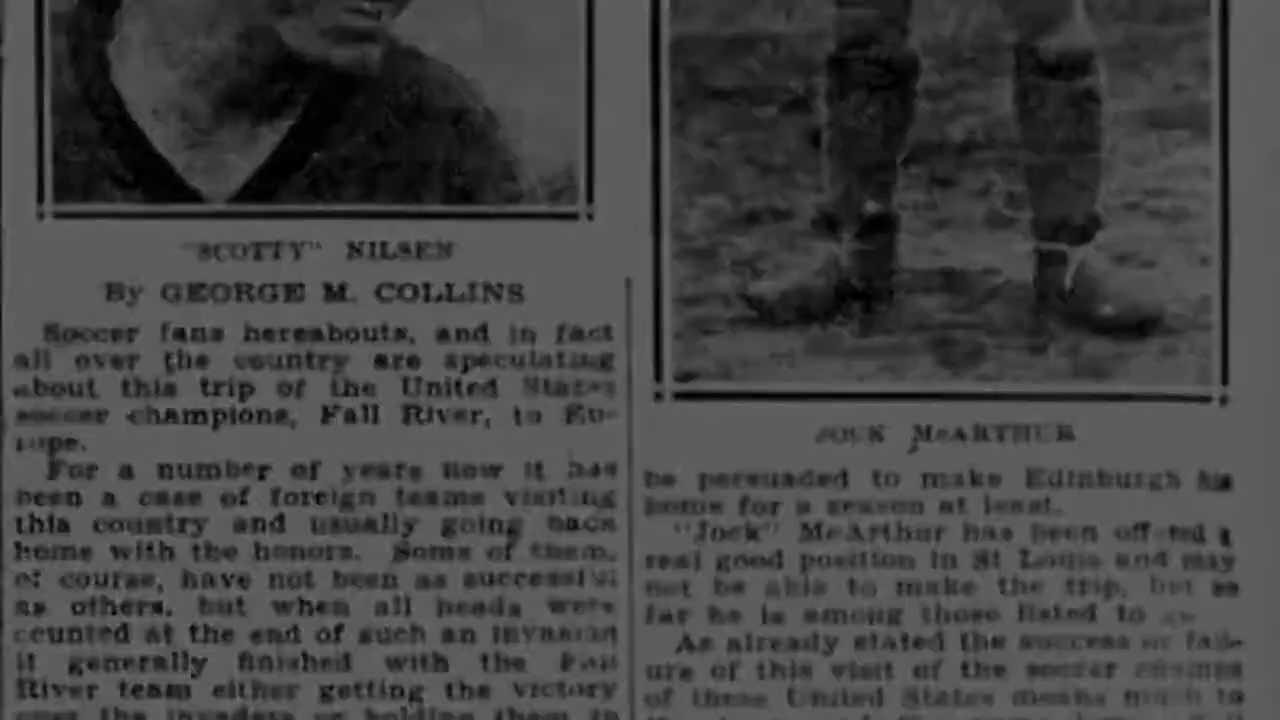 "SCOTTY" NILSEN
By GEORGE M. COLLINS
Soccer fans hereabouts, and in fact
all over the country are speculating
about this trip of the United States
soccer champions, Fall River, to Eu-
rope.
For a number of years now it has
been a case of foreign teams visiting
this country and usually going back
home with the honors. Some of them,
of course, have not been as successful
as others, but when all heads were
counted at the end of such an invasion
it generally finished with the Fall
River team either getting the victory
over the invaders or holding them to
JOCK McARTHUR
be persuaded to make Edinburgh his
home for a season at least.
"Jock" McArthur has been offered a
real good position in St Louis and may
not be able to make the trip, but so
far he is among those listed to go
As already stated the success or fail-
ure of this visit of the soccer
of these United States means much to